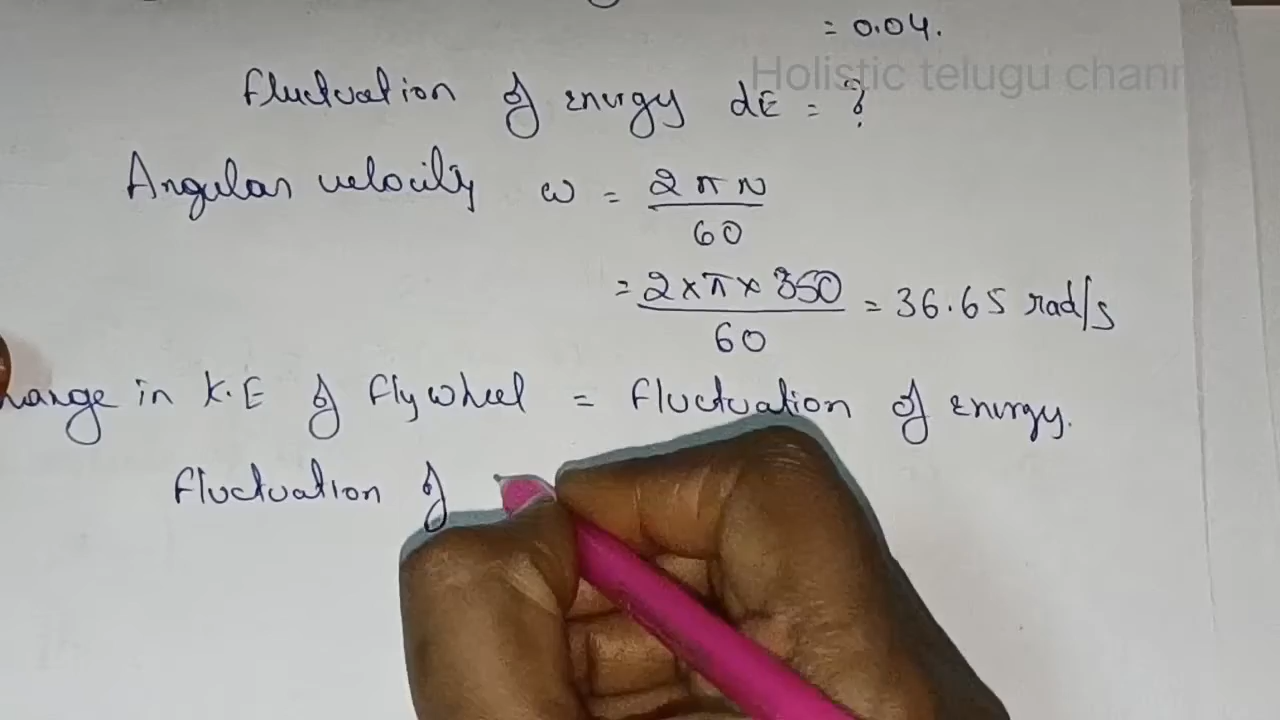 = 0.04.
Holistic telugu chann
Fluctuation of energy dE = ?
Angular velocity ω = 2πN
60
= 2×π×350 = 36.65 rad/s
60
hange in K.E of Flywheel = Fluctuation of energy.
Fluctuation of